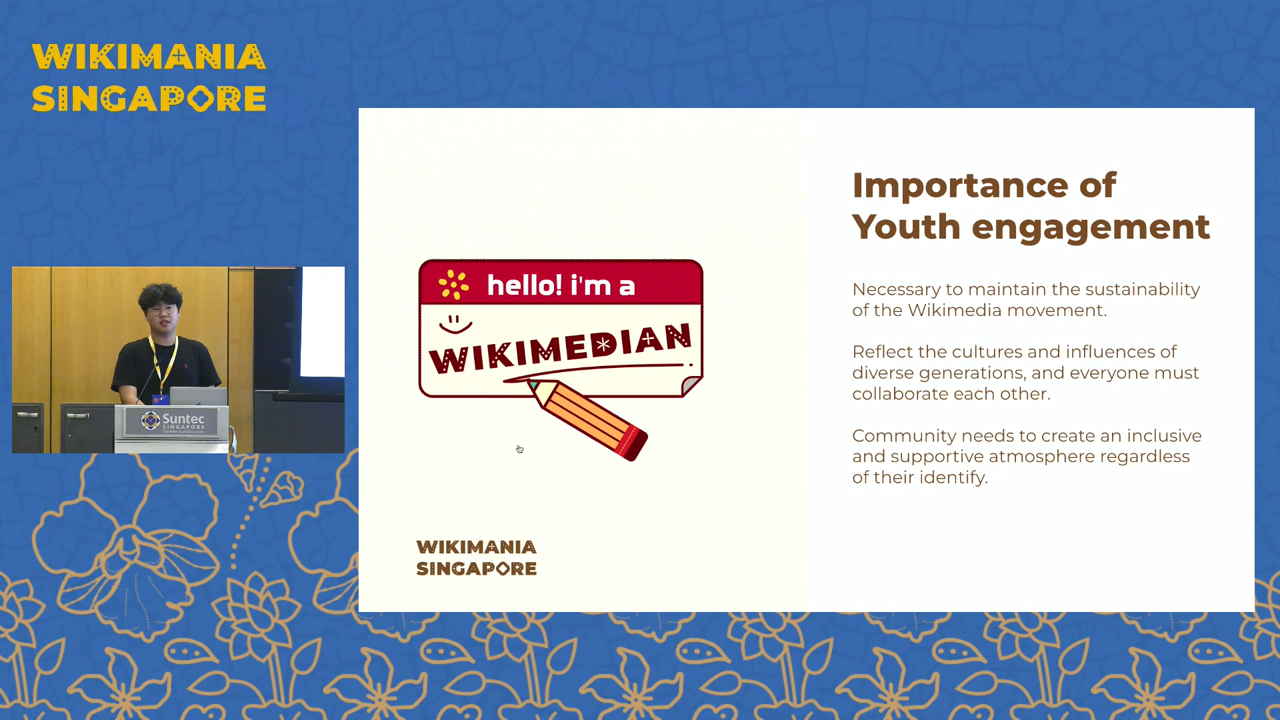 WIKIMANIA
SINGAPORE
Importance of
Youth engagement
Necessary to maintain the sustainability
of the Wikimedia movement.
Reflect the cultures and influences of
diverse generations, and everyone must
collaborate each other.
Community needs to create an inclusive
and supportive atmosphere regardless
of their identify.
hello! i'm a
WIKIMEDIAN
WIKIMANIA
SINGAPORE
Suntec
SINGAPORE